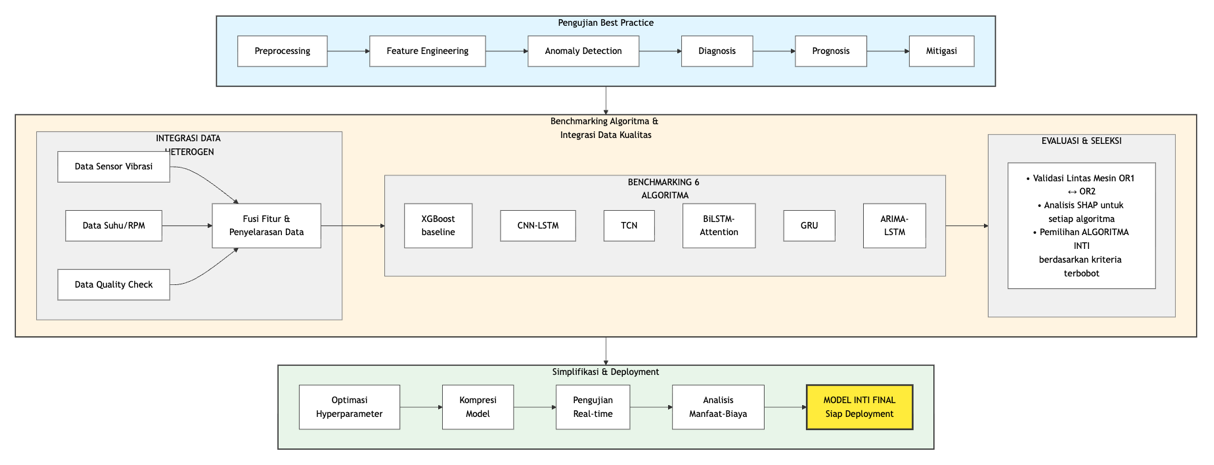 Pengujian Best Practice
Preprocessing
Feature Engineering
Anomaly Detection
Diagnosis
Prognosis
Mitigasi
Benchmarking Algoritma &
Integrasi Data Kualitas
INTEGRASI DATA
HETEROGEN
Data Sensor Vibrasi
Data Suhu/RPM
Data Quality Check
Fusi Fitur &
Penyelarasan Data
BENCHMARKING 6
ALGORITMA
XGBoost
baseline
CNN-LSTM
TCN
BiLSTM-
Attention
GRU
ARIMA-
LSTM
EVALUASI & SELEKSI
• Validasi Lintas Mesin OR1
↔ OR2
• Analisis SHAP untuk
setiap algoritma
• Pemilihan ALGORITMA
INTI
berdasarkan kriteria
terbobot
Simplifikasi & Deployment
Optimasi
Hyperparameter
Kompresi
Model
Pengujian
Real-time
Analisis
Manfaat-Biaya
MODEL INTI FINAL
Siap Deployment